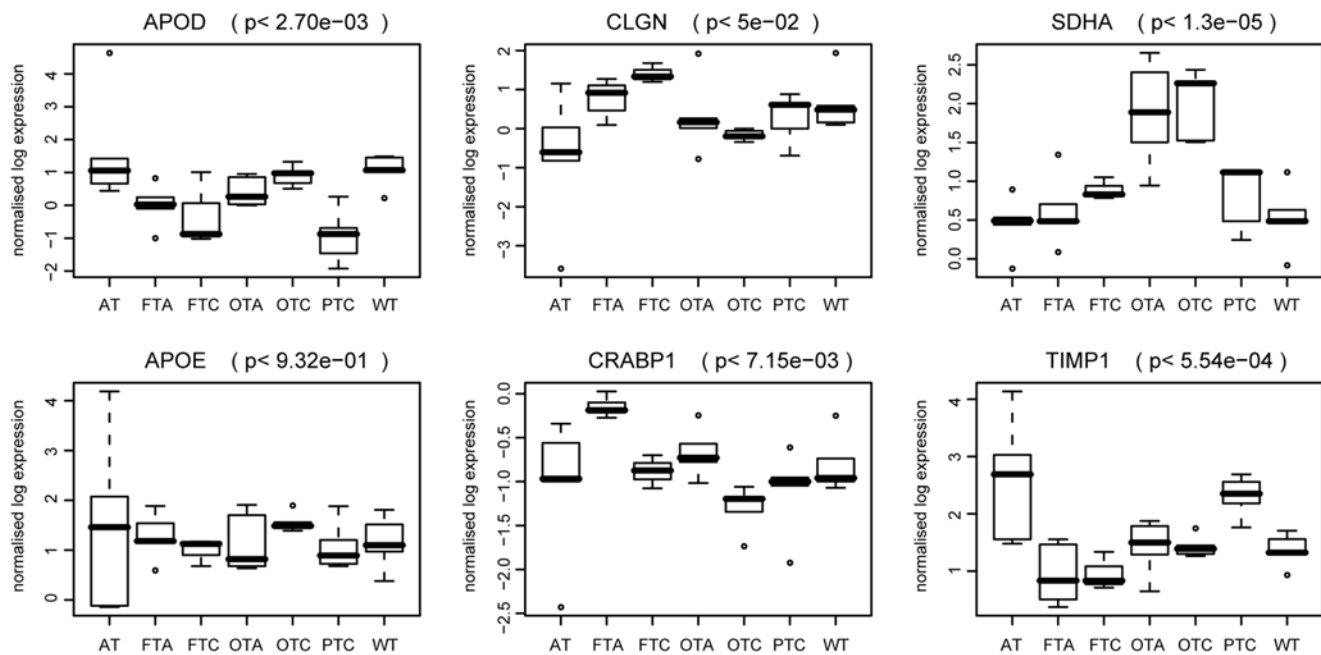 APOD ( p< 2.70e−03 )
normalised log expression
4
3
2
1
0
−1
−2
AT FTA FTC OTA OTC PTC WT
CLGN ( p< 5e−02 )
normalised log expression
2
1
0
−1
−2
−3
AT FTA FTC OTA OTC PTC WT
SDHA ( p< 1.3e−05 )
normalised log expression
2.5
2.0
1.5
1.0
0.5
0.0
AT FTA FTC OTA OTC PTC WT
APOE ( p< 9.32e−01 )
normalised log expression
4
3
2
1
0
AT FTA FTC OTA OTC PTC WT
CRABP1 ( p< 7.15e−03 )
normalised log expression
0.0
−0.5
−1.0
−1.5
−2.0
−2.5
AT FTA FTC OTA OTC PTC WT
TIMP1 ( p< 5.54e−04 )
normalised log expression
4
3
2
1
AT FTA FTC OTA OTC PTC WT